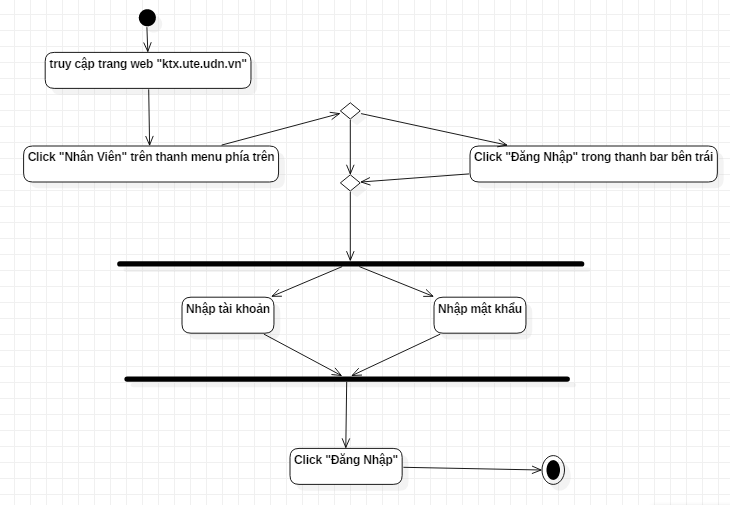 truy cập trang web "ktx.ute.udn.vn"
Click "Nhân Viên" trên thanh menu phía trên
Click "Đăng Nhập" trong thanh bar bên trái
Nhập tài khoản
Nhập mật khẩu
Click "Đăng Nhập"